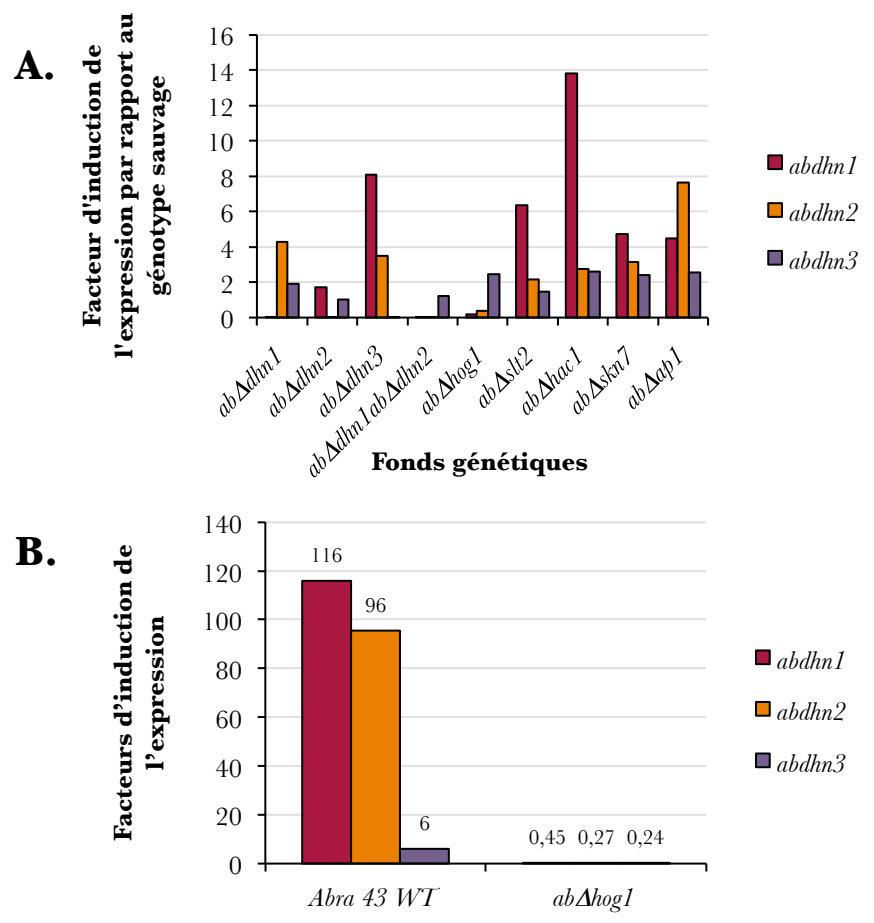 A.
Facteur d'induction de
l'expression par rapport au
génotype sauvage
16
14
12
10
8
6
4
2
0
abΔdhn1
abΔdhn2
abΔdhn3
abΔdhn1abΔdhn2
abΔhog1
abΔslt2
abΔhac1
abΔskn7
abΔap1
Fonds génétiques
abdhn1
abdhn2
abdhn3
B.
Facteurs d’induction de
l’expression
140
120
100
80
60
40
20
0
116
96
6
0,45 0,27 0,24
Abra 43 WT
abΔhog1
abdhn1
abdhn2
abdhn3